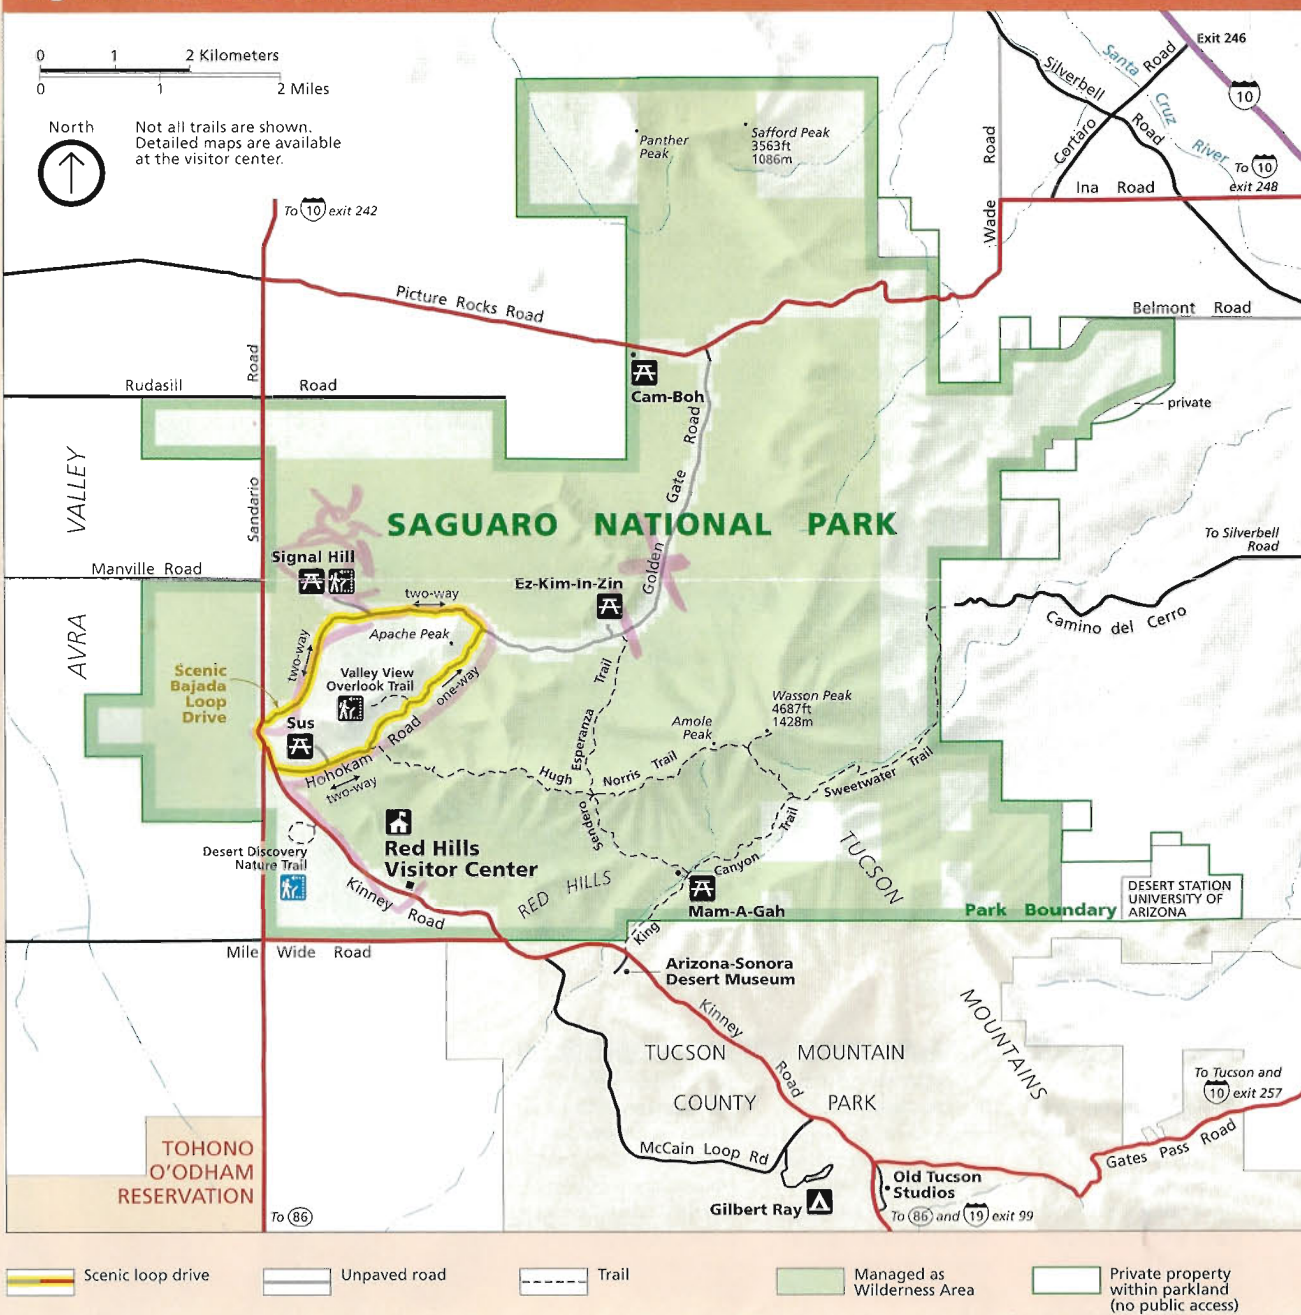 0 1 2 Kilometers
0 1 2 Miles
North
Not all trails are shown.
Detailed maps are available
at the visitor center.
To 10 exit 242
Panther
Peak
Safford Peak
3563ft
1086m
Exit 246
10
Santa
Cruz
River
Silverbell
Road
Cortaro
Road
To 10
exit 248
Ina Road
Wade
Road
Picture Rocks Road
Belmont Road
private
Rudasill
Road
Sandario
Road
Cam-Boh
AVRA
VALLEY
SAGUARO NATIONAL PARK
Golden
Gate
Road
Signal Hill
Manville Road
Ez-Kim-In-Zin
two-way
Apache Peak
two-way
Valley View
Overlook Trail
one-way
Scenic
Bajada
Loop
Drive
Sus
Hohokam
Road
two-way
To Silverbell
Road
Camino del Cerro
Esperanza
Trail
Amole
Peak
Wasson Peak
4687ft
1428m
Hugh
Norris Trail
Sweetwater Trail
Sendero
Desert Discovery
Nature Trail
Red Hills
Visitor Center
Kinney
Road
RED HILLS
King
Canyon
Trail
Mam-A-Gah
TUCSON
MOUNTAINS
Park Boundary
DESERT STATION
UNIVERSITY OF
ARIZONA
Mile Wide Road
Arizona-Sonora
Desert Museum
Kinney
Road
TUCSON MOUNTAIN
COUNTY PARK
McCain Loop Rd
Gilbert Ray
Old Tucson
Studios
To 86 and 19 exit 99
To Tucson and
10 exit 257
Gates Pass Road
TOHONO
O'ODHAM
RESERVATION
To 86
Scenic loop drive
Unpaved road
Trail
Managed as
Wilderness Area
Private property
within parkland
(no public access)